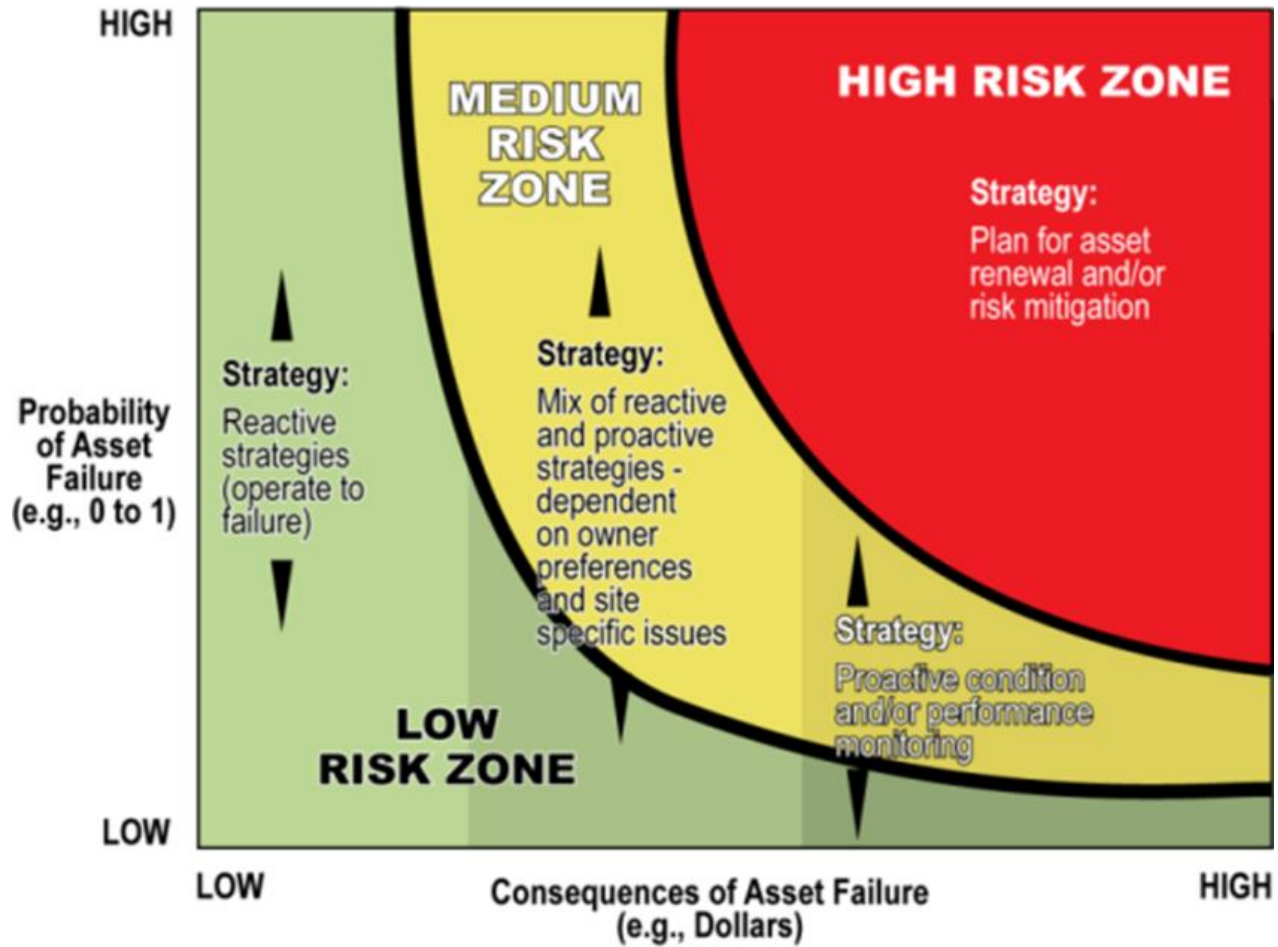 HIGH
MEDIUM
RISK
ZONE
HIGH RISK ZONE
Strategy:
Plan for asset
renewal and/or
risk mitigation
Strategy:
Reactive
strategies
(operate to
failure)
Strategy:
Mix of reactive
and proactive
strategies -
dependent
on owner
preferences
and site
specific issues
Strategy:
Proactive condition
and/or performance
monitoring
Probability
of Asset
Failure
(e.g., 0 to 1)
LOW
RISK ZONE
LOW
LOW
Consequences of Asset Failure
(e.g., Dollars)
HIGH